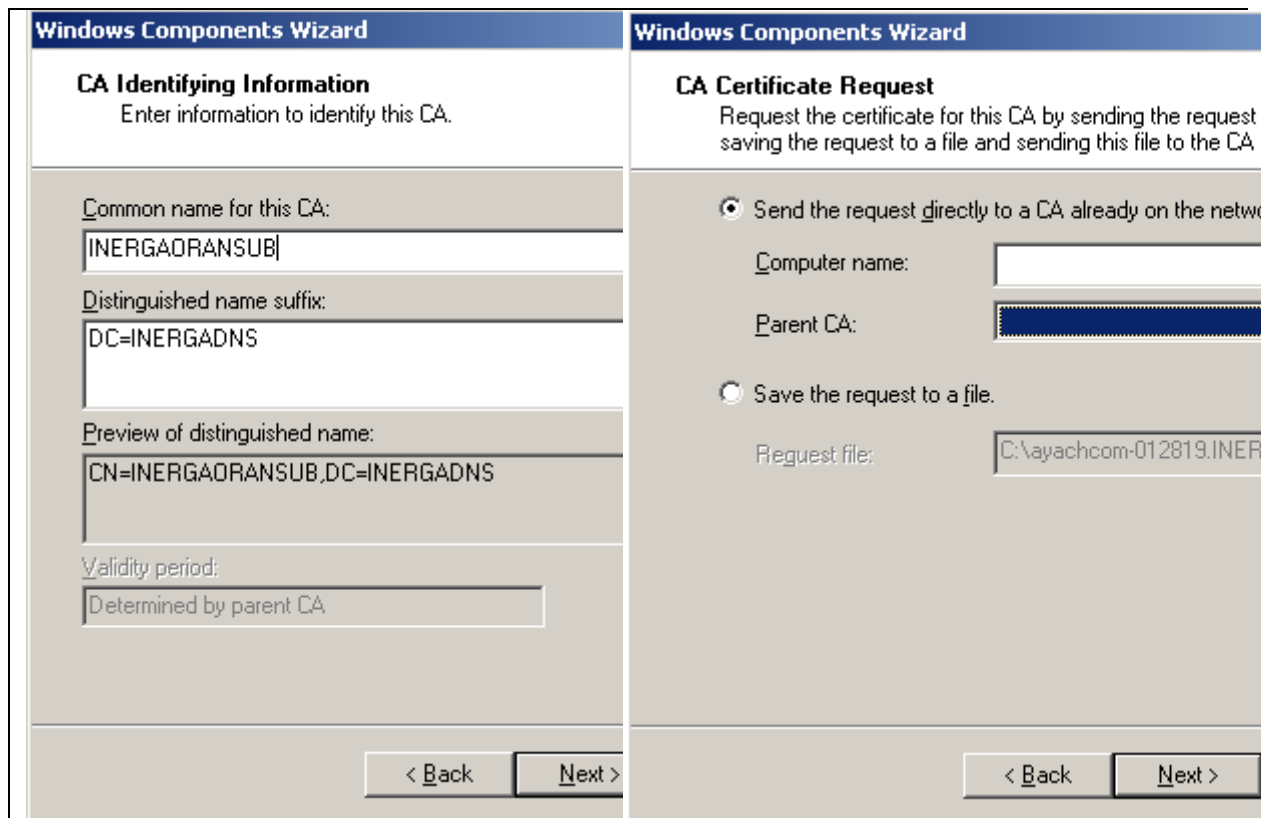 Windows Components Wizard
CA Identifying Information
Enter information to identify this CA.
Common name for this CA:
INERGAORANSUB
Distinguished name suffix:
DC=INERGADNS
Preview of distinguished name:
CN=INERGAORANSUB,DC=INERGADNS
Validity period:
Determined by parent CA
< Back
Next >
Windows Components Wizard
CA Certificate Request
Request the certificate for this CA by sending the request
saving the request to a file and sending this file to the CA
Send the request directly to a CA already on the
Computer name:
Parent CA:
Save the request to a file.
Request file:
C:\ayachcom-012819.INER
< Back
Next >